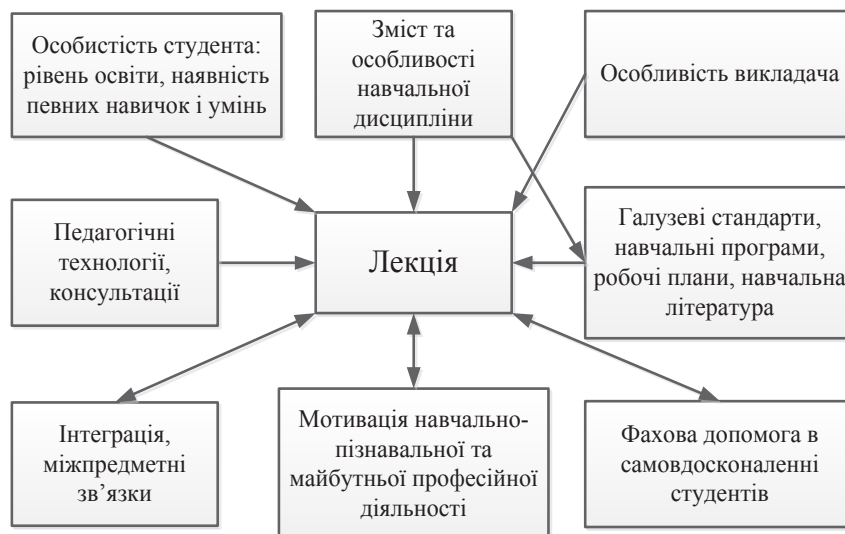 Особистість студента:
рівень освіти, наявність
певних навичок і умінь
Зміст та
особливості
навчальної
дисципліни
Особливість викладача
Педагогічні
технології,
консультації
Лекція
Галузеві стандарти,
навчальні програми,
робочі плани, навчальна
література
Інтеграція,
міжпредметні
зв’язки
Мотивація навчально-
пізнавальної та
майбутньої професійної
діяльності
Фахова допомога в
самовдосконаленні
студентів